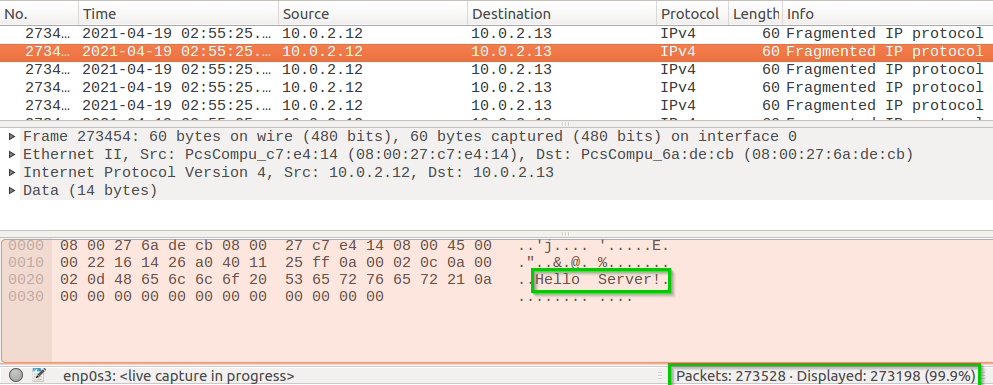 No. Time Source Destination Protocol Length Info
2734… 2021-04-19 02:55:25.… 10.0.2.12 10.0.2.13 IPv4 60 Fragmented IP protocol
2734… 2021-04-19 02:55:25.… 10.0.2.12 10.0.2.13 IPv4 60 Fragmented IP protocol
2734… 2021-04-19 02:55:25.… 10.0.2.12 10.0.2.13 IPv4 60 Fragmented IP protocol
2734… 2021-04-19 02:55:25.… 10.0.2.12 10.0.2.13 IPv4 60 Fragmented IP protocol
2734… 2021-04-19 02:55:25.… 10.0.2.12 10.0.2.13 IPv4 60 Fragmented IP protocol
Frame 273454: 60 bytes on wire (480 bits), 60 bytes captured (480 bits) on interface 0
Ethernet II, Src: PcsCompu_c7:e4:14 (08:00:27:c7:e4:14), Dst: PcsCompu_6a:de:cb (08:00:27:6a:de:cb)
Internet Protocol Version 4, Src: 10.0.2.12, Dst: 10.0.2.13
Data (14 bytes)
0000 08 00 27 6a de cb 08 00 27 c7 e4 14 08 00 45 00 ..'j.... '.....E.
0010 00 22 16 14 26 a0 40 11 25 ff 0a 00 02 0c 0a 00 ."..&.@. %.......
0020 02 0d 48 65 6c 6c 6f 20 53 65 72 76 65 72 21 0a ..Hello Server!.
0030 00 00 00 00 00 00 00 00 00 00 00 00 ........ ....
enp0s3: <live capture in progress> Packets: 273528 · Displayed: 273198 (99.9%)